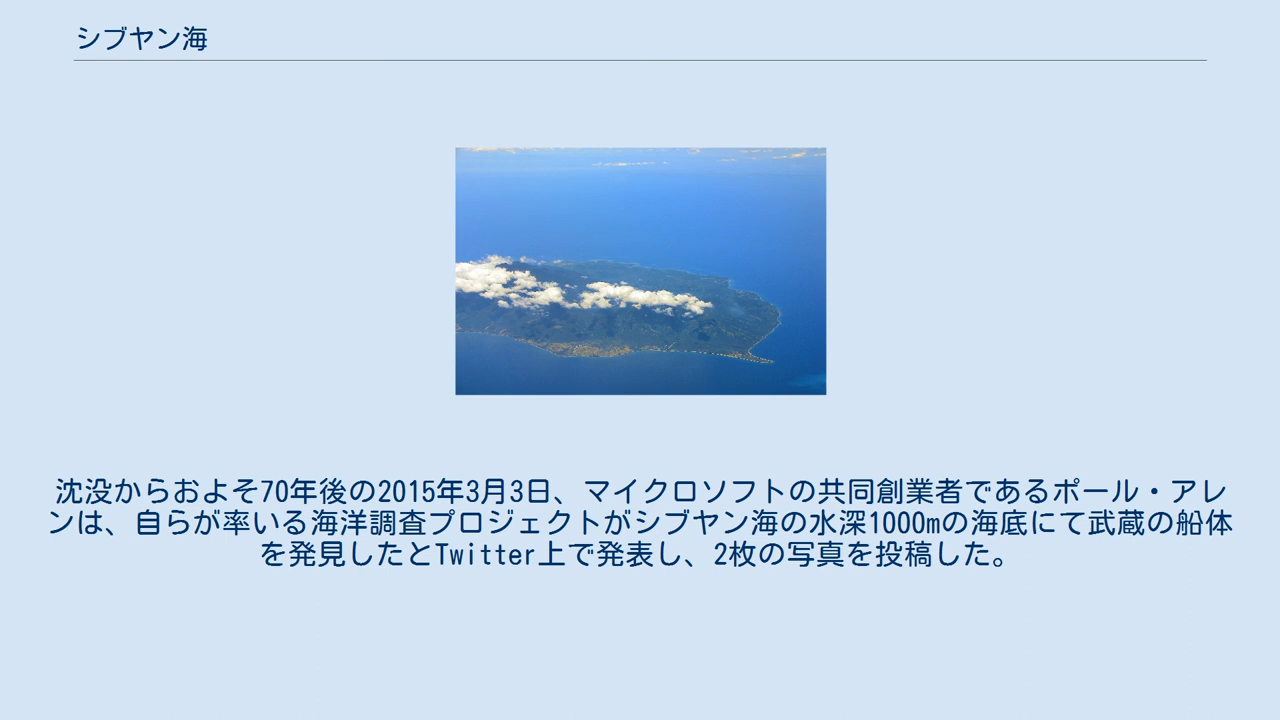 シブヤン海
沈没からおよそ70年後の2015年3月3日、マイクロソフトの共同創業者であるポール・アレ
ンは、自らが率いる海洋調査プロジェクトがシブヤン海の水深1000mの海底にて武蔵の船体
を発見したとTwitter上で発表し、2枚の写真を投稿した。